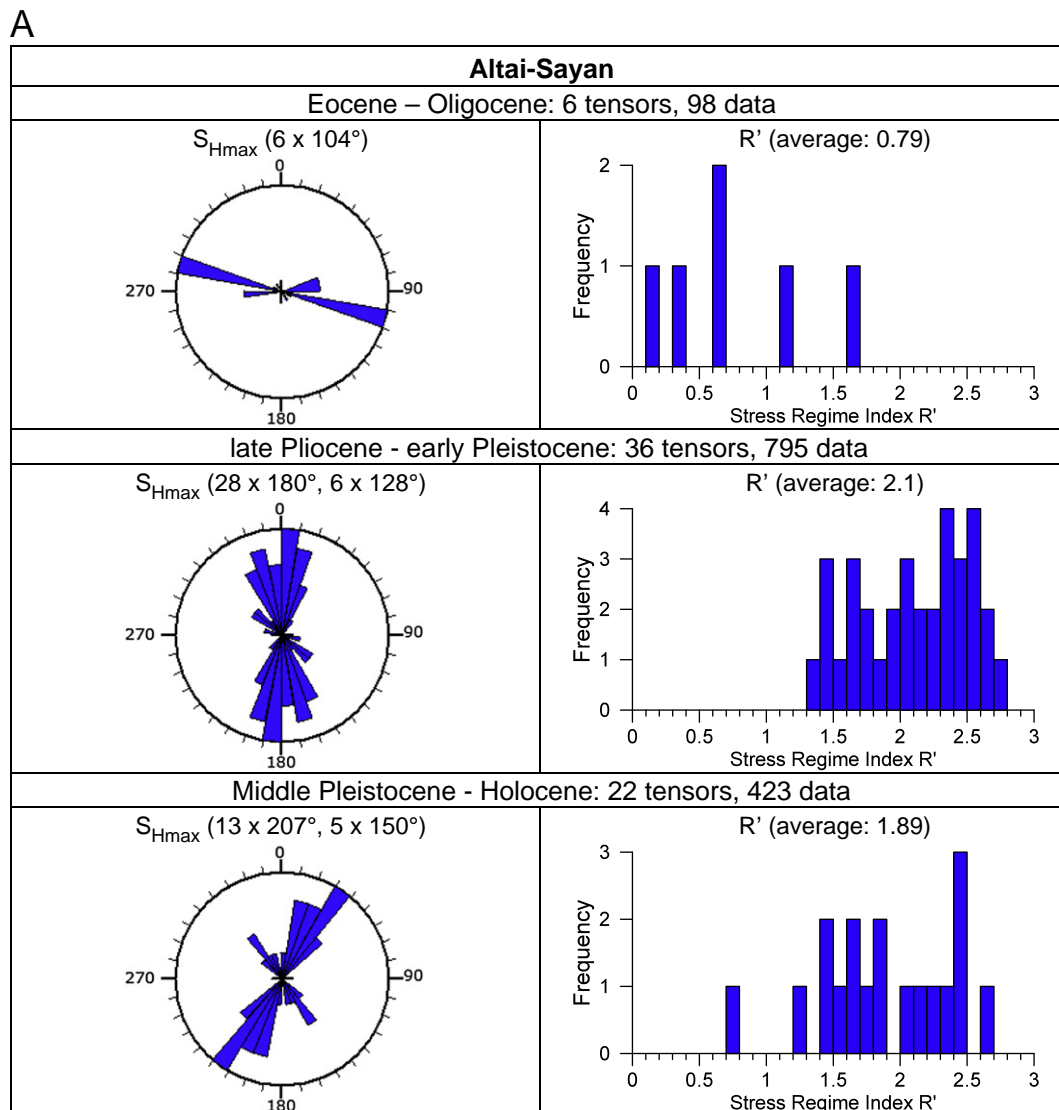 A
Altai-Sayan
Eocene – Oligocene: 6 tensors, 98 data
S_Hmax (6 x 104°)
0
270
90
180
R' (average: 0.79)
2
1
0
Frequency
0 0.5 1 1.5 2 2.5 3
Stress Regime Index R'
late Pliocene - early Pleistocene: 36 tensors, 795 data
S_Hmax (28 x 180°, 6 x 128°)
0
270
90
180
R' (average: 2.1)
4
3
2
1
0
Frequency
0 0.5 1 1.5 2 2.5 3
Stress Regime Index R'
Middle Pleistocene - Holocene: 22 tensors, 423 data
S_Hmax (13 x 207°, 5 x 150°)
0
270
90
180
R' (average: 1.89)
3
2
1
0
Frequency
0 0.5 1 1.5 2 2.5 3
Stress Regime Index R'